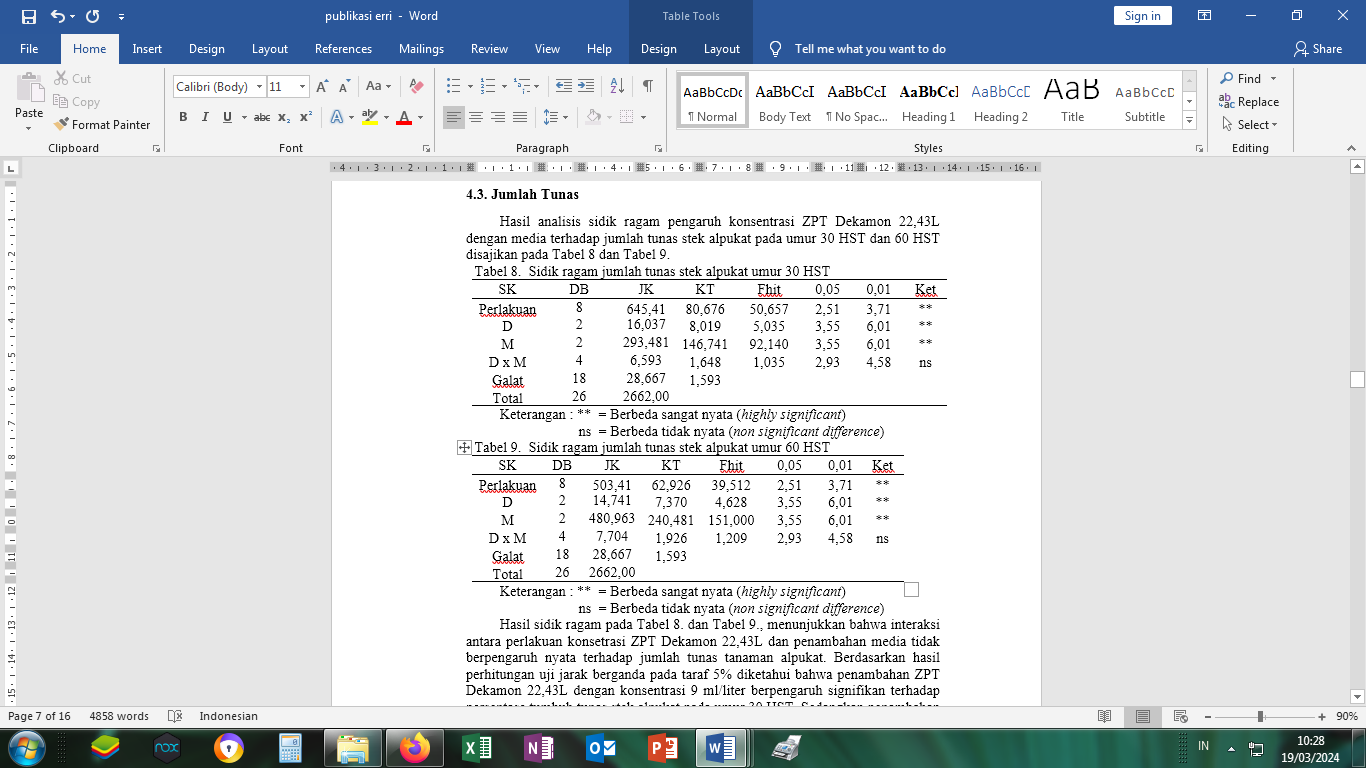 publikasi erri - Word
Table Tools
Sign in
File Home Insert Design Layout References Mailings Review View Help Design Layout Tell me what you want to do Share
Paste
Cut
Copy
Format Painter
Clipboard
Calibri (Body) 11
Font
Paragraph
AaBbCcDc AaBbCcI AaBbCcI AaBbCcI AaBbCcD AaB AaBbCcD
¶ Normal Body Text ¶ No Spac... Heading 1 Heading 2 Title Subtitle
Styles
Find
Replace
Select
Editing
4.3. Jumlah Tunas
Hasil analisis sidik ragam pengaruh konsentrasi ZPT Dekamon 22,43L
dengan media terhadap jumlah tunas stek alpukat pada umur 30 HST dan 60 HST
disajikan pada Tabel 8 dan Tabel 9.
Tabel 8. Sidik ragam jumlah tunas stek alpukat umur 30 HST
SK DB JK KT Fhit 0,05 0,01 Ket
Perlakuan 8 645,41 80,676 50,657 2,51 3,71 **
D 2 16,037 8,019 5,035 3,55 6,01 **
M 2 293,481 146,741 92,140 3,55 6,01 **
D x M 4 6,593 1,648 1,035 2,93 4,58 ns
Galat 18 28,667 1,593
Total 26 2662,00
Keterangan : ** = Berbeda sangat nyata (highly significant)
ns = Berbeda tidak nyata (non significant difference)
Tabel 9. Sidik ragam jumlah tunas stek alpukat umur 60 HST
SK DB JK KT Fhit 0,05 0,01 Ket
Perlakuan 8 503,41 62,926 39,512 2,51 3,71 **
D 2 14,741 7,370 4,628 3,55 6,01 **
M 2 480,963 240,481 151,000 3,55 6,01 **
D x M 4 7,704 1,926 1,209 2,93 4,58 ns
Galat 18 28,667 1,593
Total 26 2662,00
Keterangan : ** = Berbeda sangat nyata (highly significant)
ns = Berbeda tidak nyata (non significant difference)
Hasil sidik ragam pada Tabel 8. dan Tabel 9., menunjukkan bahwa interaksi
antara perlakuan konsetrasi ZPT Dekamon 22,43L dan penambahan media tidak
berpengaruh nyata terhadap jumlah tunas tanaman alpukat. Berdasarkan hasil
perhitungan uji jarak berganda pada taraf 5% diketahui bahwa penambahan ZPT
Dekamon 22,43L dengan konsentrasi 9 ml/liter berpengaruh signifikan terhadap
Page 7 of 16 4858 words Indonesian 90%
IN 10:28
19/03/2024